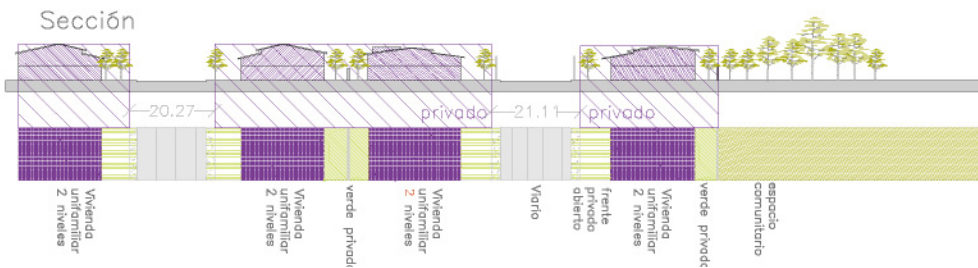 Sección
20.27
privado
21.11
privado
Vivienda
unifamiliar
2 niveles
Vivienda
unifamiliar
2 niveles
verde privado
Vivienda
unifamiliar
2 niveles
Viario
frente
privado
abierto
Vivienda
unifamiliar
2 niveles
verde privado
espacio
comunitario